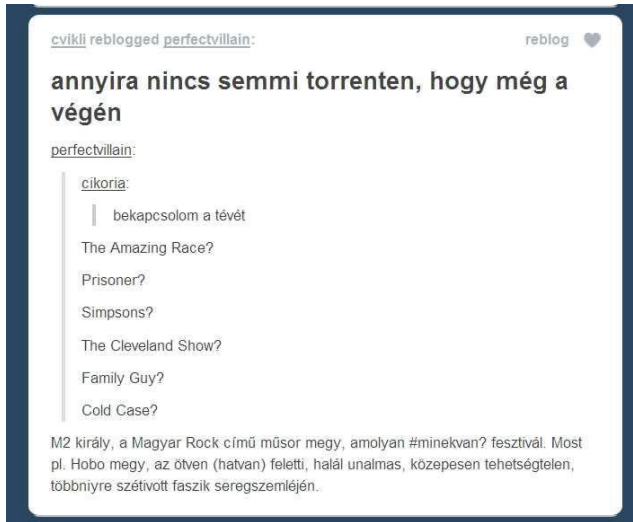 cvikli reblogged perfectvillain: reblog
annyira nincs semmi torrenten, hogy még a
végén
perfectvillain:
cikoria:
bekapcsolom a tévét
The Amazing Race?
Prisoner?
Simpsons?
The Cleveland Show?
Family Guy?
Cold Case?
M2 király, a Magyar Rock című műsor megy, amolyan #minekvan? fesztivál. Most
pl. Hobo megy, az ötven (hatvan) feletti, halál unalmas, közepesen tehetségtelen,
többniyre szétivott faszik seregszemléjén.